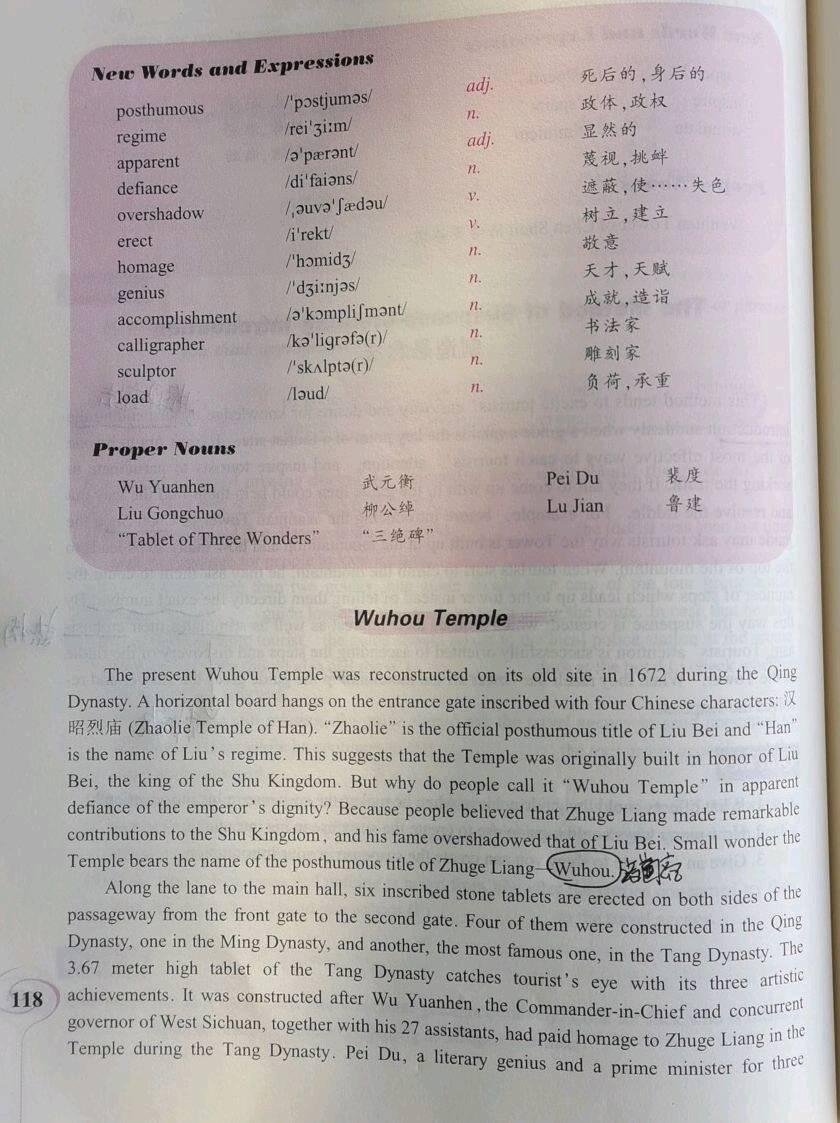 New Words and Expressions
posthumous /ˈpɔstjuməs/ adj. 死后的，身后的
regime /reiˈʒiːm/ n. 政体，政权
apparent /əˈpærənt/ adj. 显然的
defiance /diˈfaiəns/ n. 蔑视，挑衅
overshadow /ˌəuvəˈʃædəu/ v. 遮蔽，使……失色
erect /iˈrekt/ v. 树立，建立
homage /ˈhɔmidʒ/ n. 敬意
genius /ˈdʒiːnjəs/ n. 天才，天赋
accomplishment /əˈkɔmpliʃmənt/ n. 成就，造诣
calligrapher /kəˈligrəfə(r)/ n. 书法家
sculptor /ˈskʌlptə(r)/ n. 雕刻家
load /ləud/ n. 负荷，承重
Proper Nouns
Wu Yuanhen 武元衡 Pei Du 裴度
Liu Gongchuo 柳公绰 Lu Jian 鲁建
“Tablet of Three Wonders” “三绝碑”
Wuhou Temple
The present Wuhou Temple was reconstructed on its old site in 1672 during the Qing
Dynasty. A horizontal board hangs on the entrance gate inscribed with four Chinese characters: 汉
昭烈庙 (Zhaolie Temple of Han). “Zhaolie” is the official posthumous title of Liu Bei and “Han”
is the name of Liu’s regime. This suggests that the Temple was originally built in honor of Liu
Bei, the king of the Shu Kingdom. But why do people call it “Wuhou Temple” in apparent
defiance of the emperor’s dignity? Because people believed that Zhuge Liang made remarkable
contributions to the Shu Kingdom, and his fame overshadowed that of Liu Bei. Small wonder the
Temple bears the name of the posthumous title of Zhuge Liang—Wuhou.
Along the lane to the main hall, six inscribed stone tablets are erected on both sides of the
passageway from the front gate to the second gate. Four of them were constructed in the Qing
Dynasty, one in the Ming Dynasty, and another, the most famous one, in the Tang Dynasty. The
3.67 meter high tablet of the Tang Dynasty catches tourist’s eye with its three artistic
achievements. It was constructed after Wu Yuanhen, the Commander-in-Chief and concurrent
governor of West Sichuan, together with his 27 assistants, had paid homage to Zhuge Liang in the
Temple during the Tang Dynasty. Pei Du, a literary genius and a prime minister for three
118